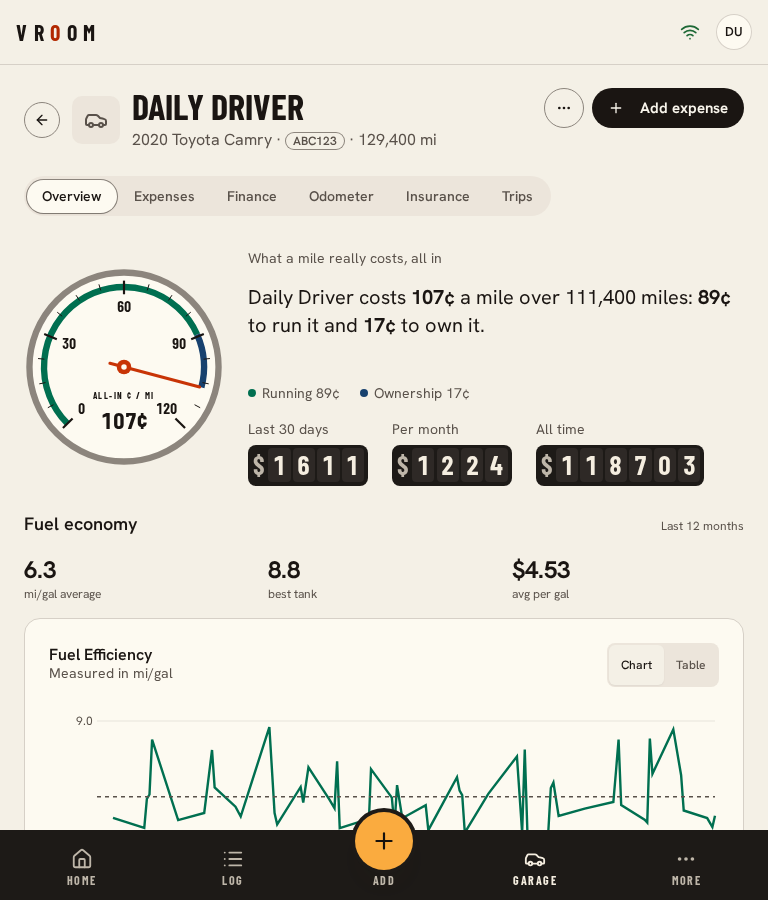 VROOM
DU
DAILY DRIVER
2020 Toyota Camry · ABC123 · 129,400 mi
Add expense
Overview
Expenses
Finance
Odometer
Insurance
Trips
What a mile really costs, all in
Daily Driver costs 107¢ a mile over 111,400 miles: 89¢
to run it and 17¢ to own it.
60
30
90
0
120
ALL-IN ¢ / MI
107¢
Running 89¢
Ownership 17¢
Last 30 days
Per month
All time
$1611
$1224
$118703
Fuel economy
Last 12 months
6.3
8.8
$4.53
mi/gal average
best tank
avg per gal
Fuel Efficiency
Measured in mi/gal
Chart
Table
9.0
HOME
LOG
ADD
GARAGE
MORE